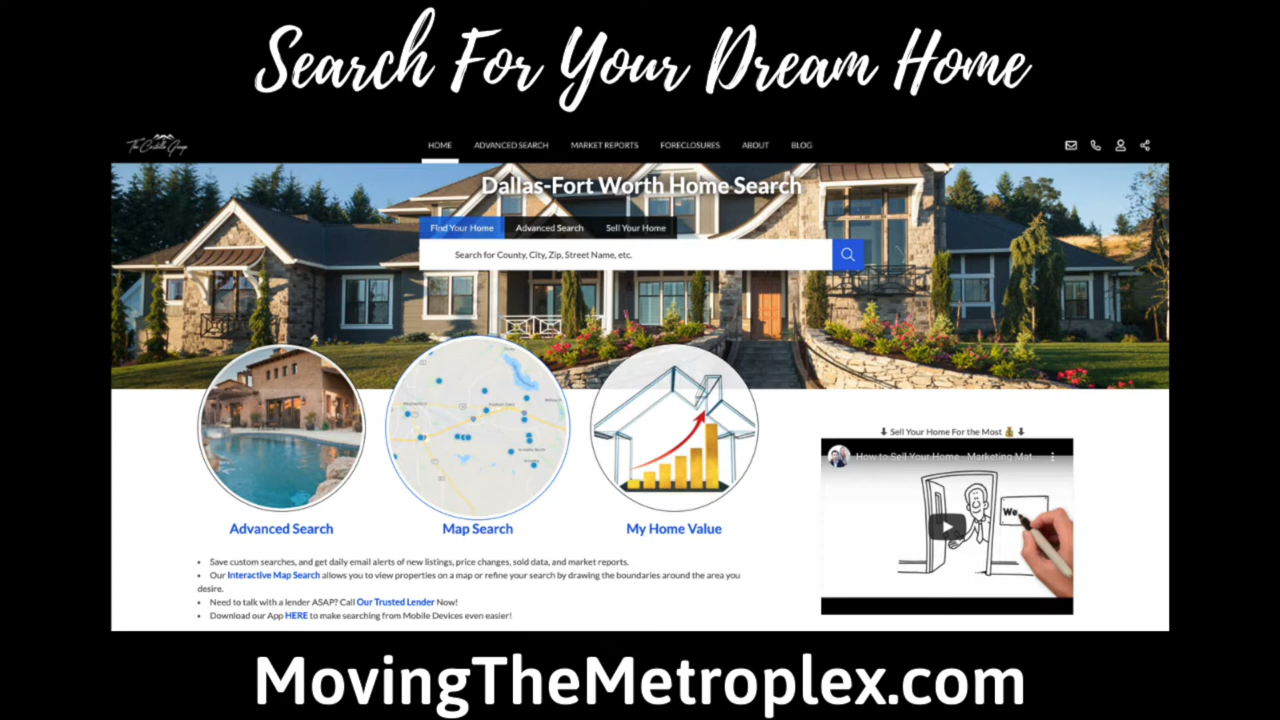 Search For Your Dream Home
The Costella Group
HOME ADVANCED SEARCH MARKET REPORTS FORECLOSURES ABOUT BLOG
Dallas-Fort Worth Home Search
Find Your Home Advanced Search Sell Your Home
Search for County, City, Zip, Street Name, etc.
Sell Your Home For the Most
How to Sell Your Home - Marketing Mat
We
Advanced Search Map Search My Home Value
• Save custom searches, and get daily email alerts of new listings, price changes, sold data, and market reports.
• Our Interactive Map Search allows you to view properties on a map or refine your search by drawing the boundaries around the area you
desire.
• Need to talk with a lender ASAP? Call Our Trusted Lender Now!
• Download our App HERE to make searching from Mobile Devices even easier!
MovingTheMetroplex.com